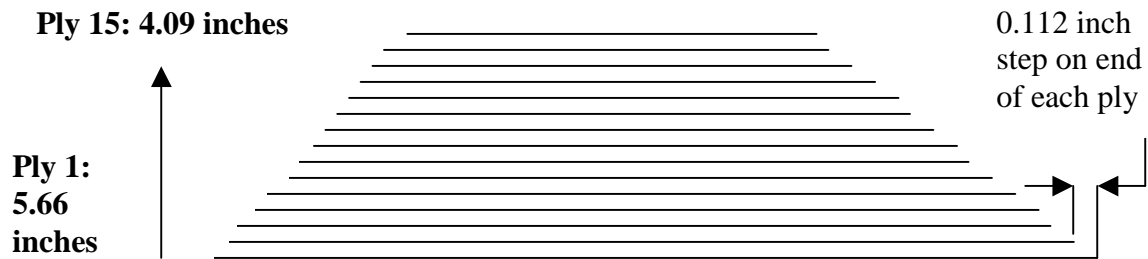 Ply 15: 4.09 inches
0.112 inch
step on end
of each ply
Ply 1:
5.66
inches